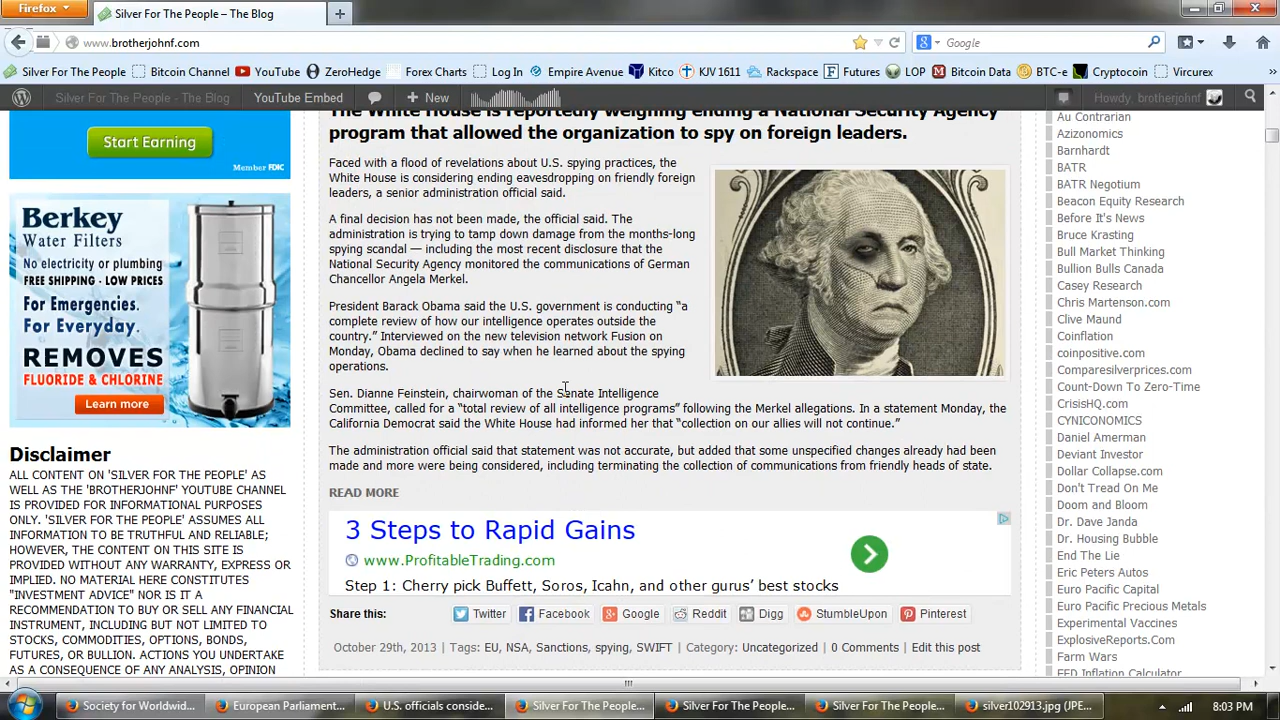 Firefox
Silver For The People – The Blog
www.brotherjohnf.com
Google
Silver For The People
Bitcoin Channel
YouTube
ZeroHedge
Forex Charts
Log In
Empire Avenue
Kitco
KJV 1611
Rackspace
Futures
LOP
Bitcoin Data
BTC-e
Cryptocoin
Vircurex
»
Silver For The People - The Blog
YouTube Embed
New
Howdy, brotherjohnf
Start Earning
Member FDIC
Berkey
Water Filters
No electricity or plumbing
FREE SHIPPING - LOW PRICES
For Emergencies.
For Everyday.
REMOVES
FLUORIDE & CHLORINE
Learn more
Disclaimer
ALL CONTENT ON 'SILVER FOR THE PEOPLE' AS
WELL AS THE 'BROTHERJOHNF' YOUTUBE CHANNEL
IS PROVIDED FOR INFORMATIONAL PURPOSES
ONLY. 'SILVER FOR THE PEOPLE' ASSUMES ALL
INFORMATION TO BE TRUTHFUL AND RELIABLE;
HOWEVER, THE CONTENT ON THIS SITE IS
PROVIDED WITHOUT ANY WARRANTY, EXPRESS OR
IMPLIED. NO MATERIAL HERE CONSTITUTES
"INVESTMENT ADVICE" NOR IS IT A
RECOMMENDATION TO BUY OR SELL ANY FINANCIAL
INSTRUMENT, INCLUDING BUT NOT LIMITED TO
STOCKS, COMMODITIES, OPTIONS, BONDS,
FUTURES, OR BULLION. ACTIONS YOU UNDERTAKE
AS A CONSEQUENCE OF ANY ANALYSIS, OPINION
The White House is reportedly weighing ending a National Security Agency
program that allowed the organization to spy on foreign leaders.
Faced with a flood of revelations about U.S. spying practices, the
White House is considering ending eavesdropping on friendly foreign
leaders, a senior administration official said.
A final decision has not been made, the official said. The
administration is trying to tamp down damage from the months-long
spying scandal — including the most recent disclosure that the
National Security Agency monitored the communications of German
Chancellor Angela Merkel.
President Barack Obama said the U.S. government is conducting “a
complete review of how our intelligence operates outside the
country.” Interviewed on the new television network Fusion on
Monday, Obama declined to say when he learned about the spying
operations.
Sen. Dianne Feinstein, chairwoman of the Senate Intelligence
Committee, called for a “total review of all intelligence programs” following the Merkel allegations. In a statement Monday, the
California Democrat said the White House had informed her that “collection on our allies will not continue.”
The administration official said that statement was not accurate, but added that some unspecified changes already had been
made and more were being considered, including terminating the collection of communications from friendly heads of state.
READ MORE
3 Steps to Rapid Gains
www.ProfitableTrading.com
Step 1: Cherry pick Buffett, Soros, Icahn, and other gurus’ best stocks
Share this:
Twitter
Facebook
Google
Reddit
Digg
StumbleUpon
Pinterest
October 29th, 2013 | Tags: EU, NSA, Sanctions, spying, SWIFT | Category: Uncategorized | 0 Comments | Edit this post
Au Contrarian
Azizonomics
Barnhardt
BATR
BATR Negotium
Beacon Equity Research
Before It's News
Bruce Krasting
Bull Market Thinking
Bullion Bulls Canada
Casey Research
Chris Martenson.com
Clive Maund
Coinflation
coinpositive.com
Comparesilverprices.com
Count-Down To Zero-Time
CrisisHQ.com
CYNICONOMICS
Daniel Amerman
Deviant Investor
Dollar Collapse.com
Don't Tread On Me
Doom and Bloom
Dr. Dave Janda
Dr. Housing Bubble
End The Lie
Eric Peters Autos
Euro Pacific Capital
Euro Pacific Precious Metals
Experimental Vaccines
ExplosiveReports.Com
Farm Wars
FED Inflation Calculator
Society for Worldwid...
European Parliament...
U.S. officials conside...
Silver For The People...
Silver For The People...
Silver For The People...
silver102913.jpg (JPE...
8:03 PM